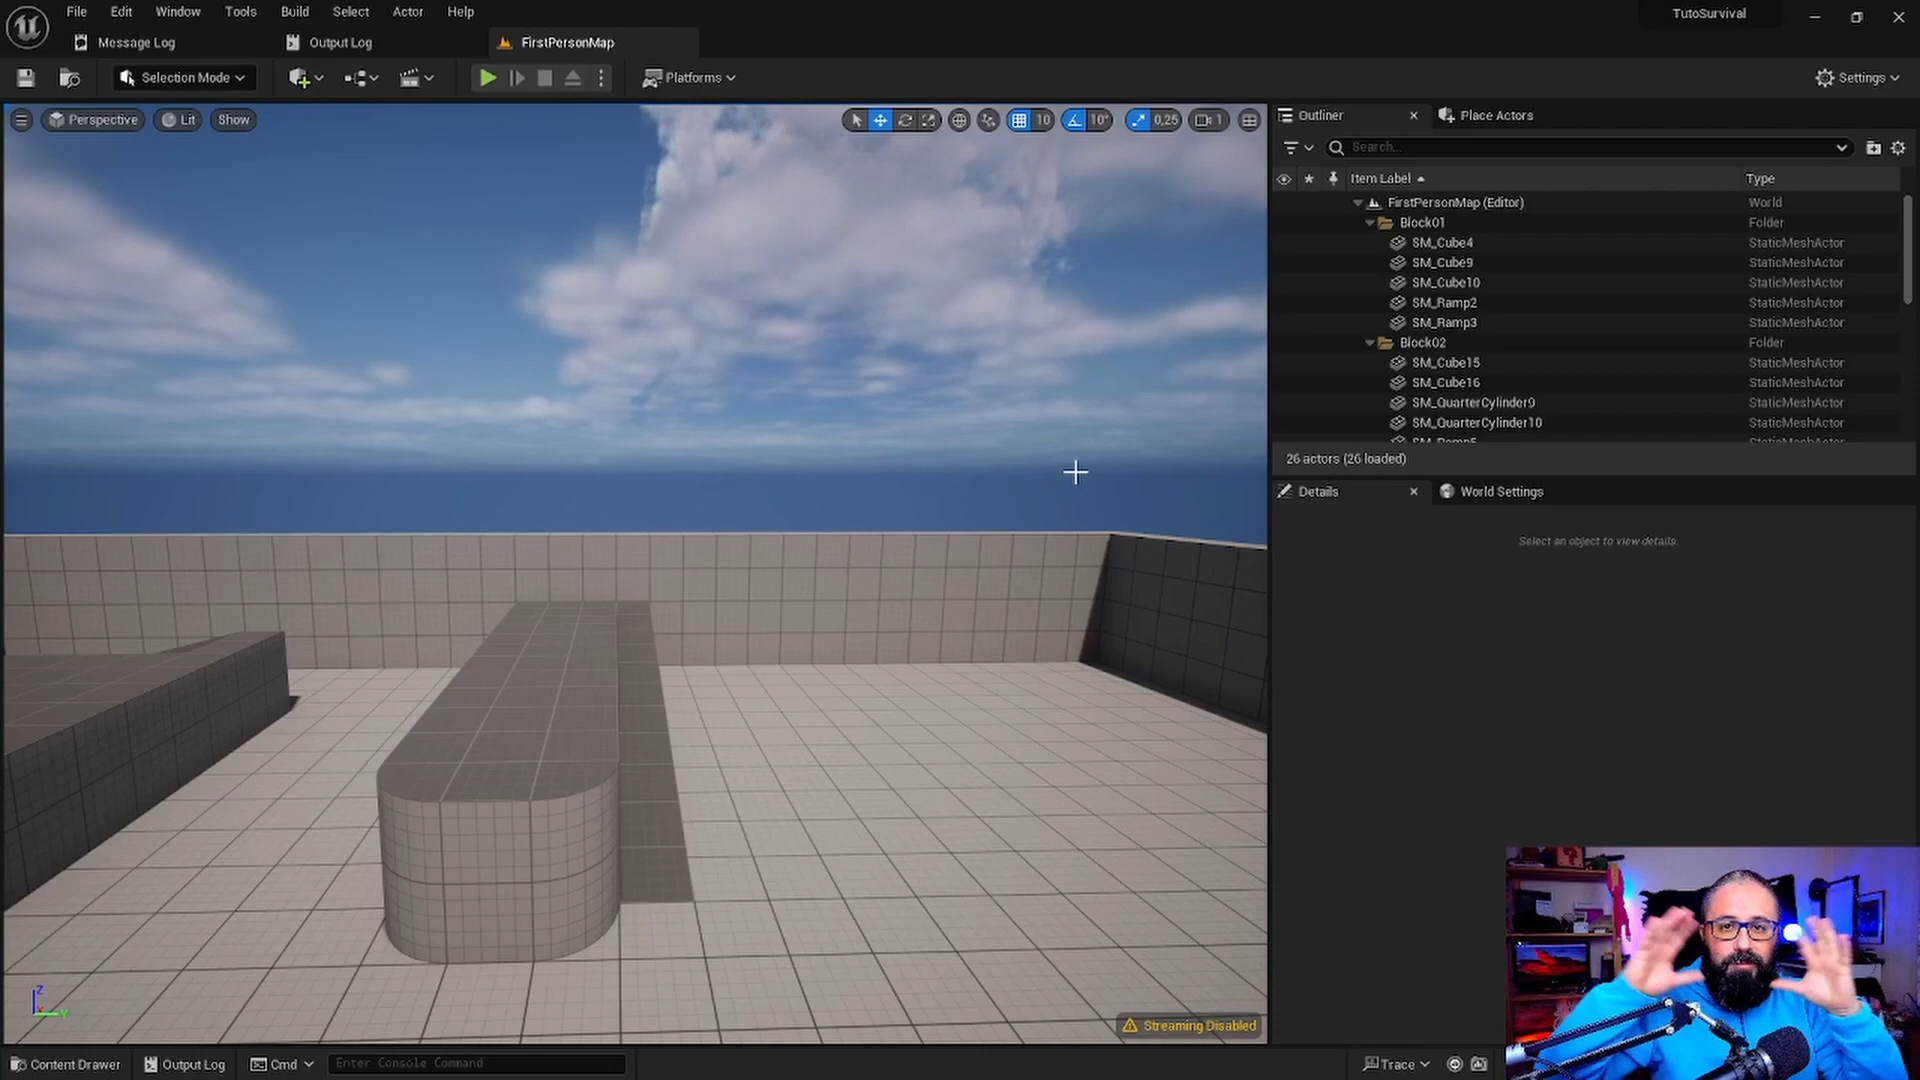 File Edit Window Tools Build Select Actor Help
TutoSurvival
Message Log
Output Log
FirstPersonMap
Selection Mode
Platforms
Settings
Perspective
Lit
Show
10
10°
0,25
1
Outliner
Place Actors
Search...
Item Label
Type
FirstPersonMap (Editor) World
Block01 Folder
SM_Cube4 StaticMeshActor
SM_Cube9 StaticMeshActor
SM_Cube10 StaticMeshActor
SM_Ramp2 StaticMeshActor
SM_Ramp3 StaticMeshActor
Block02 Folder
SM_Cube15 StaticMeshActor
SM_Cube16 StaticMeshActor
SM_QuarterCylinder9 StaticMeshActor
SM_QuarterCylinder10 StaticMeshActor
26 actors (26 loaded)
Details
World Settings
Select an object to view details.
Z
Y
Streaming Disabled
Content Drawer
Output Log
Cmd
Enter Console Command
Trace